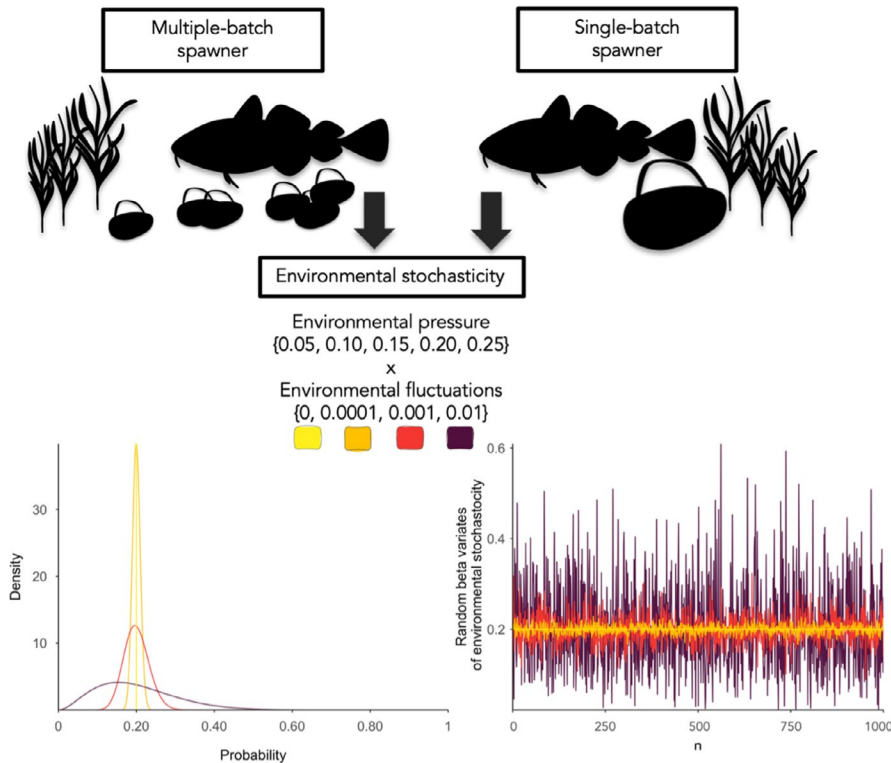 Multiple-batch
spawner
Single-batch
spawner
Environmental stochasticity
Environmental pressure
{0.05, 0.10, 0.15, 0.20, 0.25}
x
Environmental fluctuations
{0, 0.0001, 0.001, 0.01}
Density
30
20
10
0
0.20
0.40
0.60
0.80
1
Probability
Random beta variates
of environmental stochastocity
0.6
0.4
0.2
0
250
500
750
1000
n